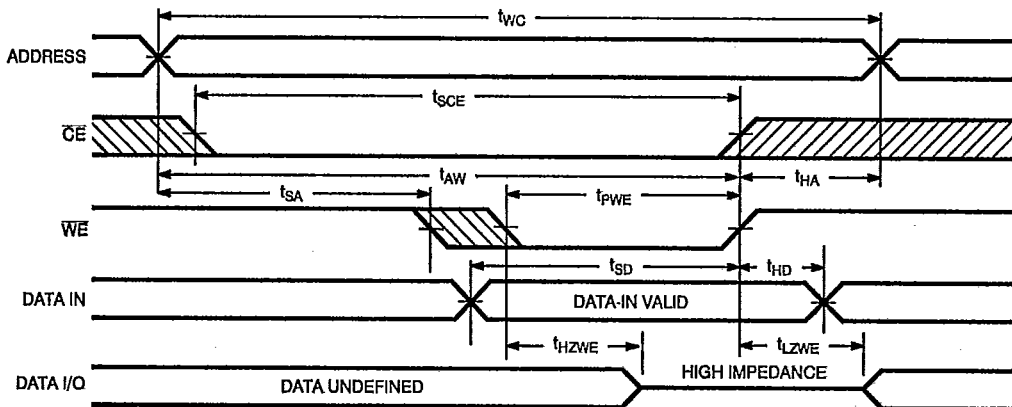 tWC
ADDRESS
tSCE
CE
tAW
tHA
tSA
tPWE
WE
tSD
tHD
DATA IN
DATA-IN VALID
tHZWE
tLZWE
HIGH IMPEDANCE
DATA I/O
DATA UNDEFINED